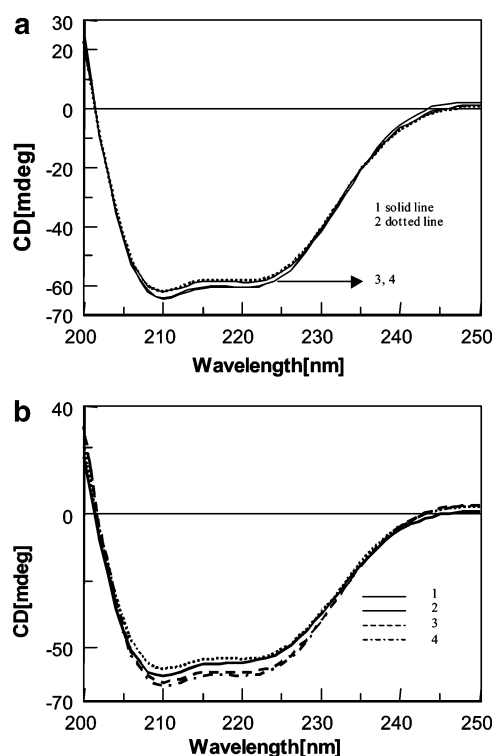 a
30
20
0
-20
-40
-60
-70
CD[mdeg]
1 solid line
2 dotted line
3, 4
200 210 220 230 240 250
Wavelength[nm]
b
40
0
-50
-70
CD[mdeg]
1
2
3
4
200 210 220 230 240 250
Wavelength[nm]